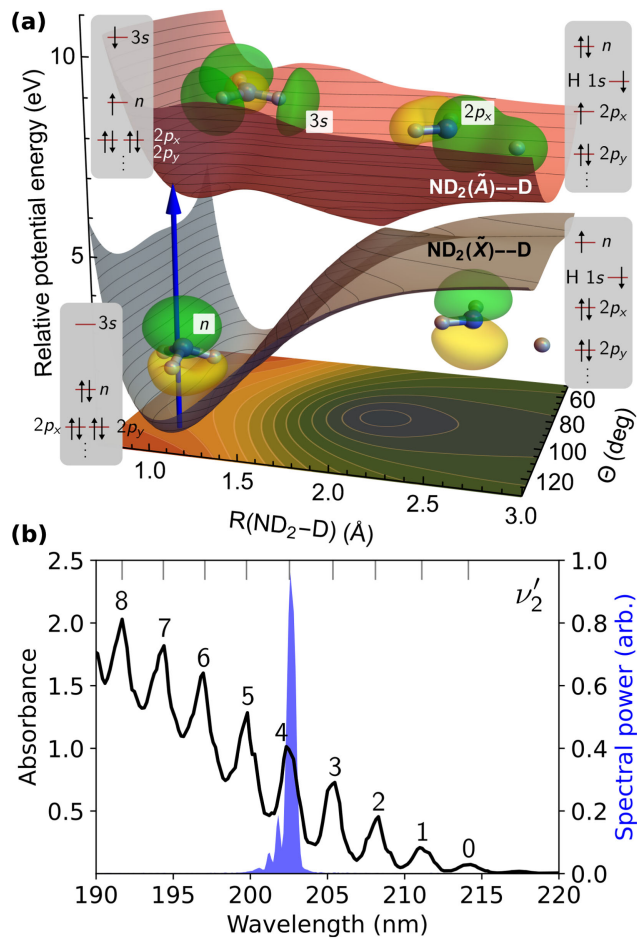 (a)
10
Relative potential energy (eV)
5
3s
n
2pₓ
2pᵧ
⋮
3s
2pₓ
n
H 1s
2pₓ
2pᵧ
⋮
ND₂(Ã)--D
ND₂(X̃)--D
n
H 1s
2pₓ
2pᵧ
⋮
3s
n
2pₓ 2pᵧ
⋮
n
1.0 1.5 2.0 2.5 3.0
R(ND₂−D) (Å)
60
80
100
120
Θ (deg)
(b)
ν₂′
2.5
2.0
1.5
1.0
0.5
Absorbance
8 7 6 5 4 3 2 1 0
1.0
0.8
0.6
0.4
0.2
0.0
Spectral power (arb.)
190 195 200 205 210 215 220
Wavelength (nm)